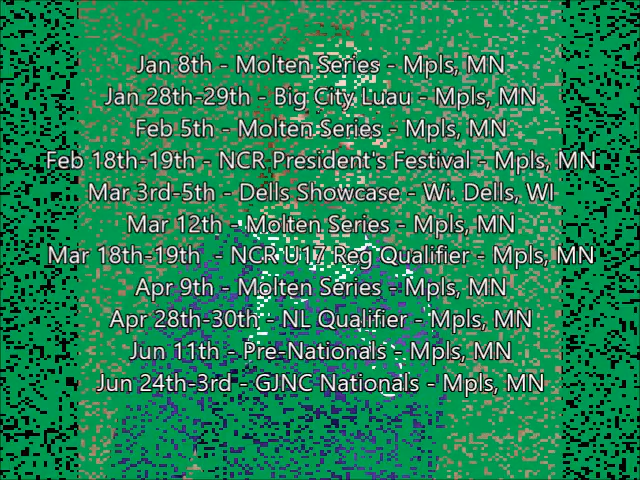 Jan 8th - Molten Series - Mpls, MN
Jan 28th-29th - Big City Luau - Mpls, MN
Feb 5th - Molten Series - Mpls, MN
Feb 18th-19th - NCR President's Festival - Mpls, MN
Mar 3rd-5th - Dells Showcase - Wi. Dells, WI
Mar 12th - Molten Series - Mpls, MN
Mar 18th-19th - NCR U17 Reg Qualifier - Mpls, MN
Apr 9th - Molten Series - Mpls, MN
Apr 28th-30th - NL Qualifier - Mpls, MN
Jun 11th - Pre-Nationals - Mpls, MN
Jun 24th-3rd - GJNC Nationals - Mpls, MN